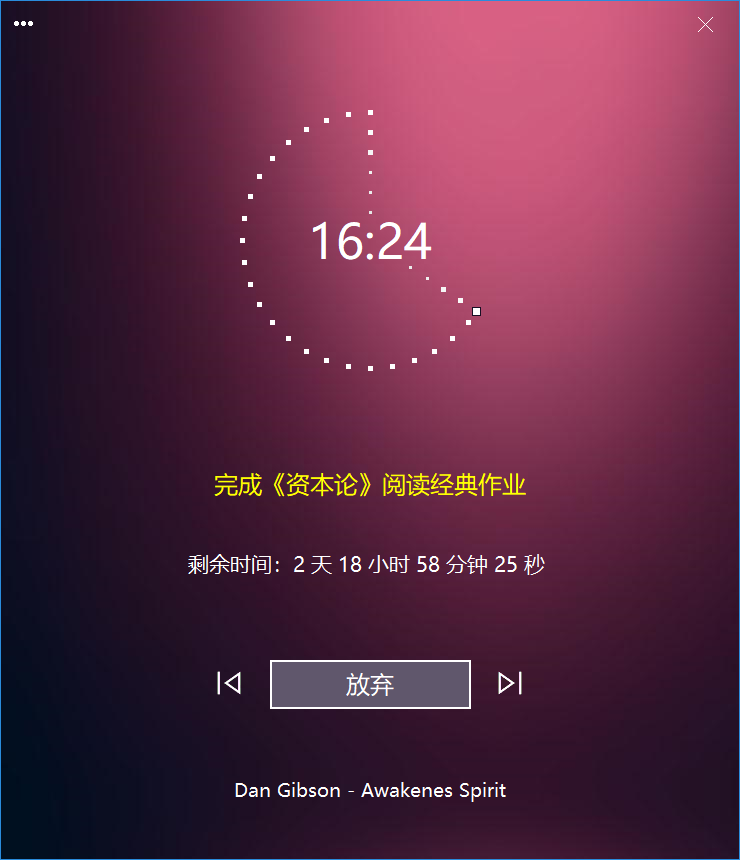 16:24
完成《资本论》阅读经典作业
剩余时间：2 天 18 小时 58 分钟 25 秒
放弃
Dan Gibson - Awakenes Spirit